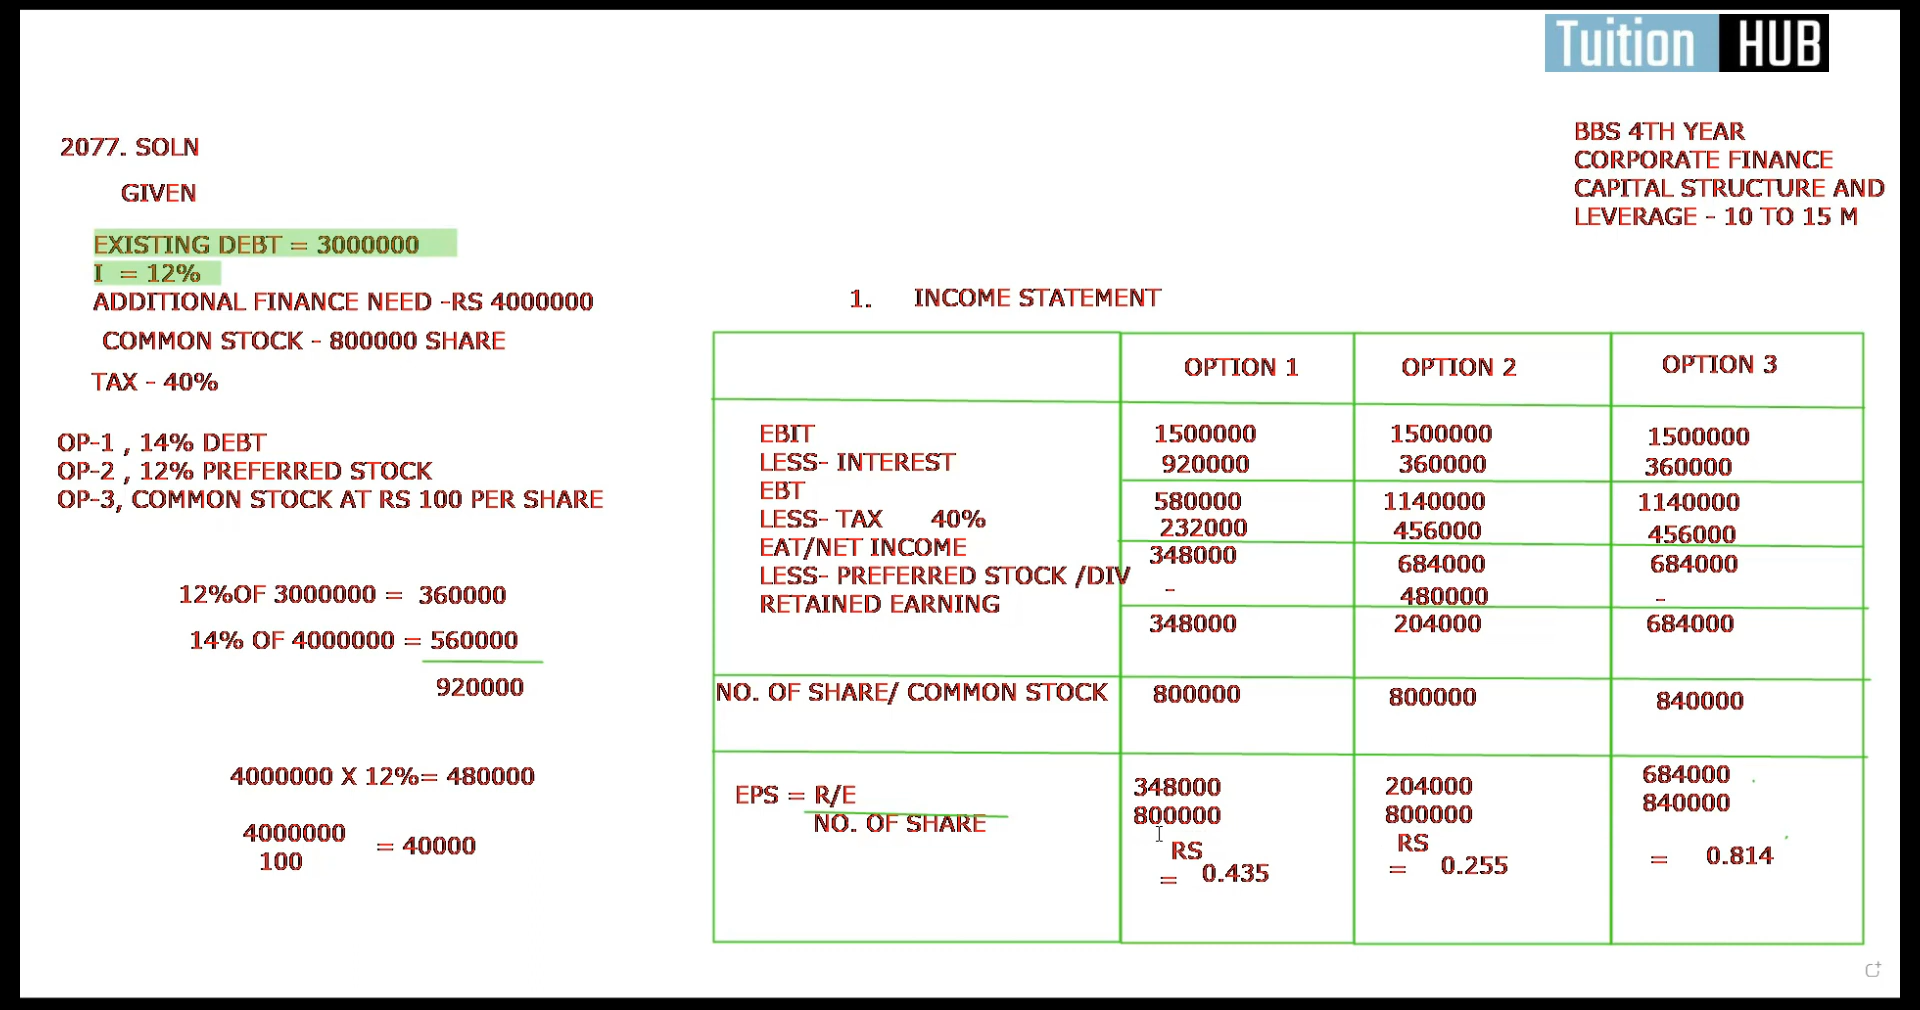 Tuition HUB
BBS 4TH YEAR
CORPORATE FINANCE
CAPITAL STRUCTURE AND
LEVERAGE - 10 TO 15 M
2077. SOLN
GIVEN
EXISTING DEBT = 3000000
I = 12%
ADDITIONAL FINANCE NEED -RS 4000000
COMMON STOCK - 800000 SHARE
TAX - 40%
OP-1 , 14% DEBT
OP-2 , 12% PREFERRED STOCK
OP-3, COMMON STOCK AT RS 100 PER SHARE
12%OF 3000000 = 360000
14% OF 4000000 = 560000
920000
4000000 X 12%= 480000
4000000
100
= 40000
1. INCOME STATEMENT
OPTION 1 OPTION 2 OPTION 3
EBIT 1500000 1500000 1500000
LESS- INTEREST 920000 360000 360000
EBT 580000 1140000 1140000
LESS- TAX 40% 232000 456000 456000
EAT/NET INCOME 348000 684000 684000
LESS- PREFERRED STOCK /DIV - 480000 -
RETAINED EARNING 348000 204000 684000
NO. OF SHARE/ COMMON STOCK 800000 800000 840000
EPS = R/E 348000 204000 684000
NO. OF SHARE 800000 800000 840000
RS RS
= 0.435 = 0.255 = 0.814